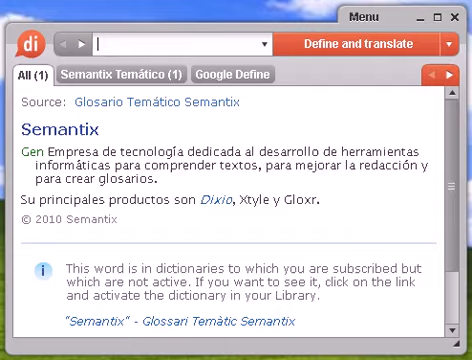 Menu
di
Define and translate
All (1)
Semantix Temático (1)
Google Define
Source: Glosario Temático Semantix
Semantix
Gen Empresa de tecnología dedicada al desarrollo de herramientas
informáticas para comprender textos, para mejorar la redacción y
para crear glosarios.
Su principales productos son Dixio, Xtyle y Gloxr.
© 2010 Semantix
This word is in dictionaries to which you are subscribed but
which are not active. If you want to see it, click on the link
and activate the dictionary in your Library.
"Semantix" - Glossari Temàtic Semantix